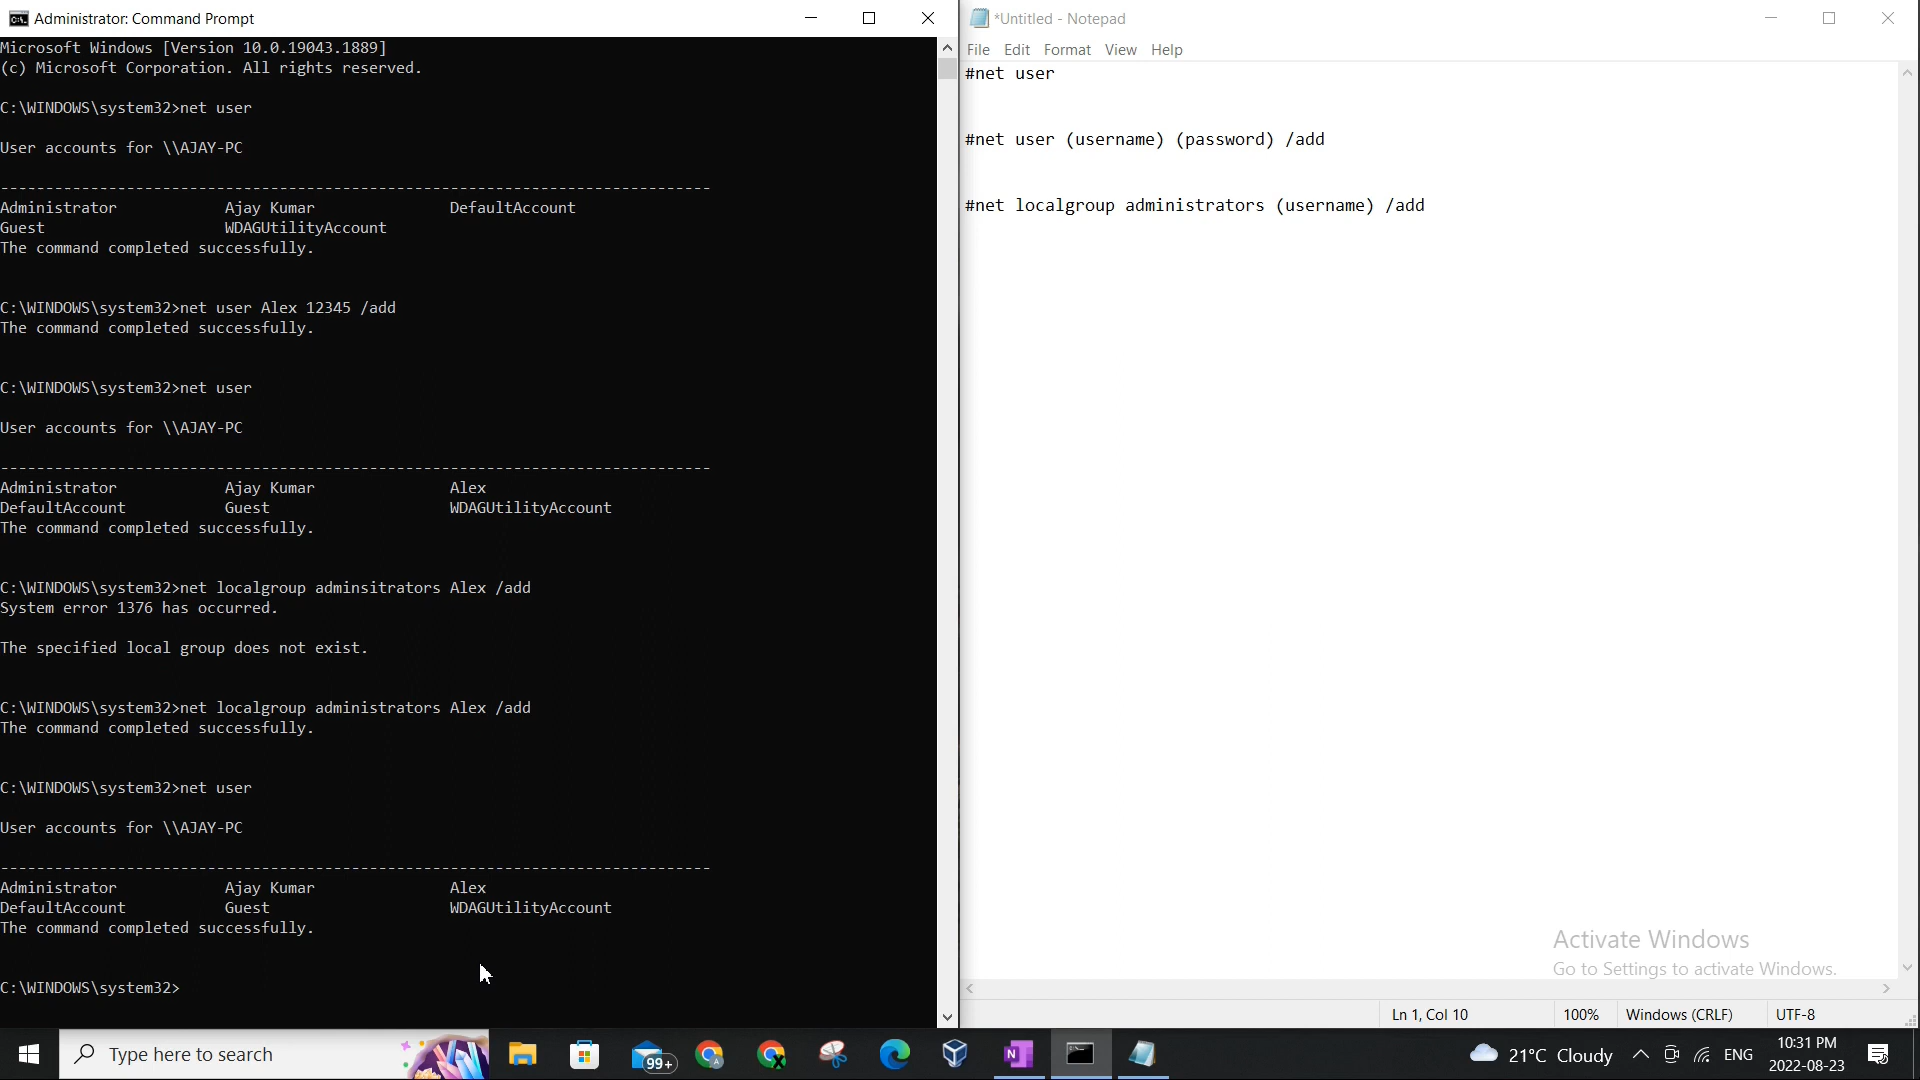 Administrator: Command Prompt
Microsoft Windows [Version 10.0.19043.1889]
(c) Microsoft Corporation. All rights reserved.
C:\WINDOWS\system32>net user
User accounts for \\AJAY-PC
-------------------------------------------------------------------------------
Administrator            Ajay Kumar               DefaultAccount
Guest                    WDAGUtilityAccount
The command completed successfully.
C:\WINDOWS\system32>net user Alex 12345 /add
The command completed successfully.
C:\WINDOWS\system32>net user
User accounts for \\AJAY-PC
-------------------------------------------------------------------------------
Administrator            Ajay Kumar               Alex
DefaultAccount           Guest                    WDAGUtilityAccount
The command completed successfully.
C:\WINDOWS\system32>net localgroup adminsitrators Alex /add
System error 1376 has occurred.
The specified local group does not exist.
C:\WINDOWS\system32>net localgroup administrators Alex /add
The command completed successfully.
C:\WINDOWS\system32>net user
User accounts for \\AJAY-PC
-------------------------------------------------------------------------------
Administrator            Ajay Kumar               Alex
DefaultAccount           Guest                    WDAGUtilityAccount
The command completed successfully.
C:\WINDOWS\system32>
*Untitled - Notepad
File Edit Format View Help
#net user
#net user (username) (password) /add
#net localgroup administrators (username) /add
Activate Windows
Go to Settings to activate Windows.
Ln 1, Col 10 100% Windows (CRLF) UTF-8
Type here to search
99+
21°C Cloudy
ENG
10:31 PM
2022-08-23